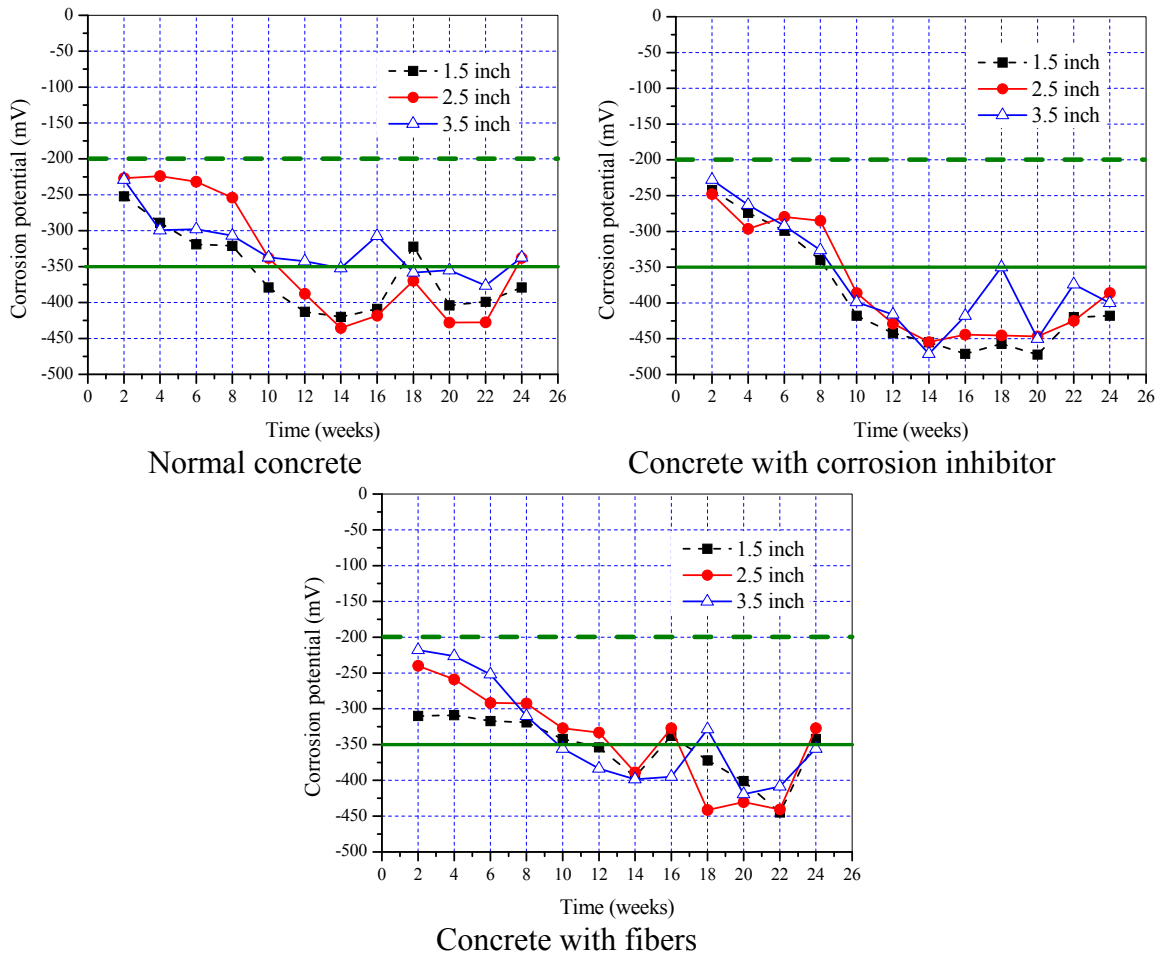 0
-50
-100
-150
-200
-250
-300
-350
-400
-450
-500
Corrosion potential (mV)
1.5 inch
2.5 inch
3.5 inch
0 2 4 6 8 10 12 14 16 18 20 22 24 26
Time (weeks)
Normal concrete
0
-50
-100
-150
-200
-250
-300
-350
-400
-450
-500
Corrosion potential (mV)
1.5 inch
2.5 inch
3.5 inch
0 2 4 6 8 10 12 14 16 18 20 22 24 26
Time (weeks)
Concrete with corrosion inhibitor
0
-50
-100
-150
-200
-250
-300
-350
-400
-450
-500
Corrosion potential (mV)
1.5 inch
2.5 inch
3.5 inch
0 2 4 6 8 10 12 14 16 18 20 22 24 26
Time (weeks)
Concrete with fibers